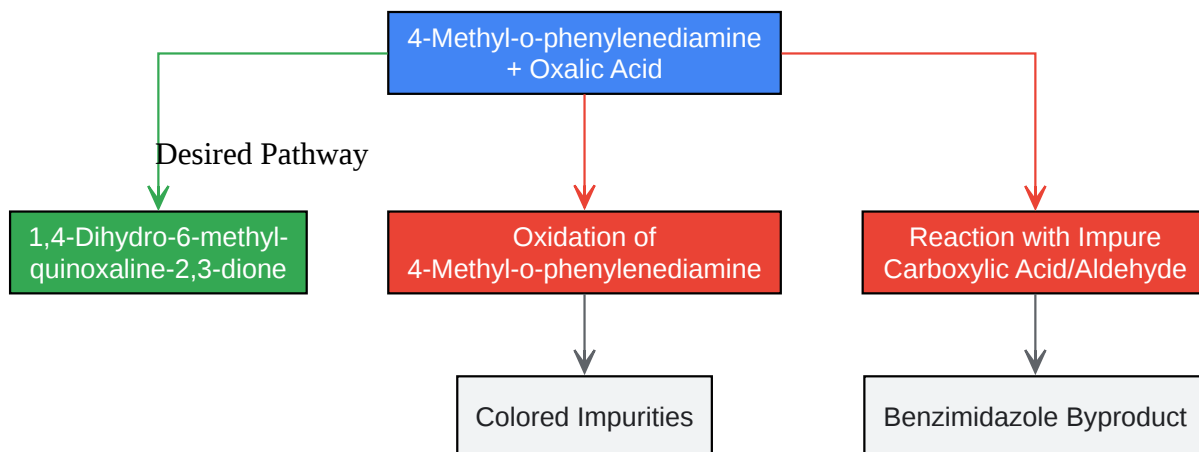 4-Methyl-o-phenylenediamine
+ Oxalic Acid
Desired Pathway
1,4-Dihydro-6-methyl-
quinoxaline-2,3-dione
Oxidation of
4-Methyl-o-phenylenediamine
Reaction with Impure
Carboxylic Acid/Aldehyde
Colored Impurities
Benzimidazole Byproduct